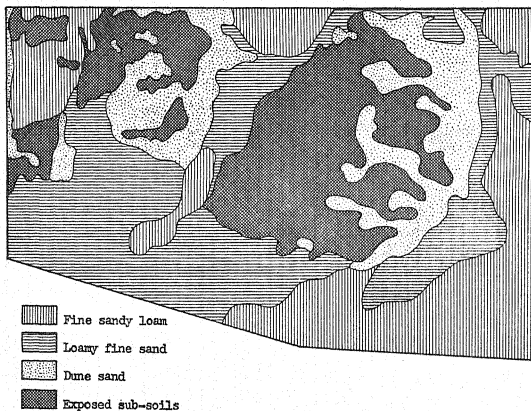 Fine sandy loam
Loamy fine sand
Dune sand
Exposed sub-soils